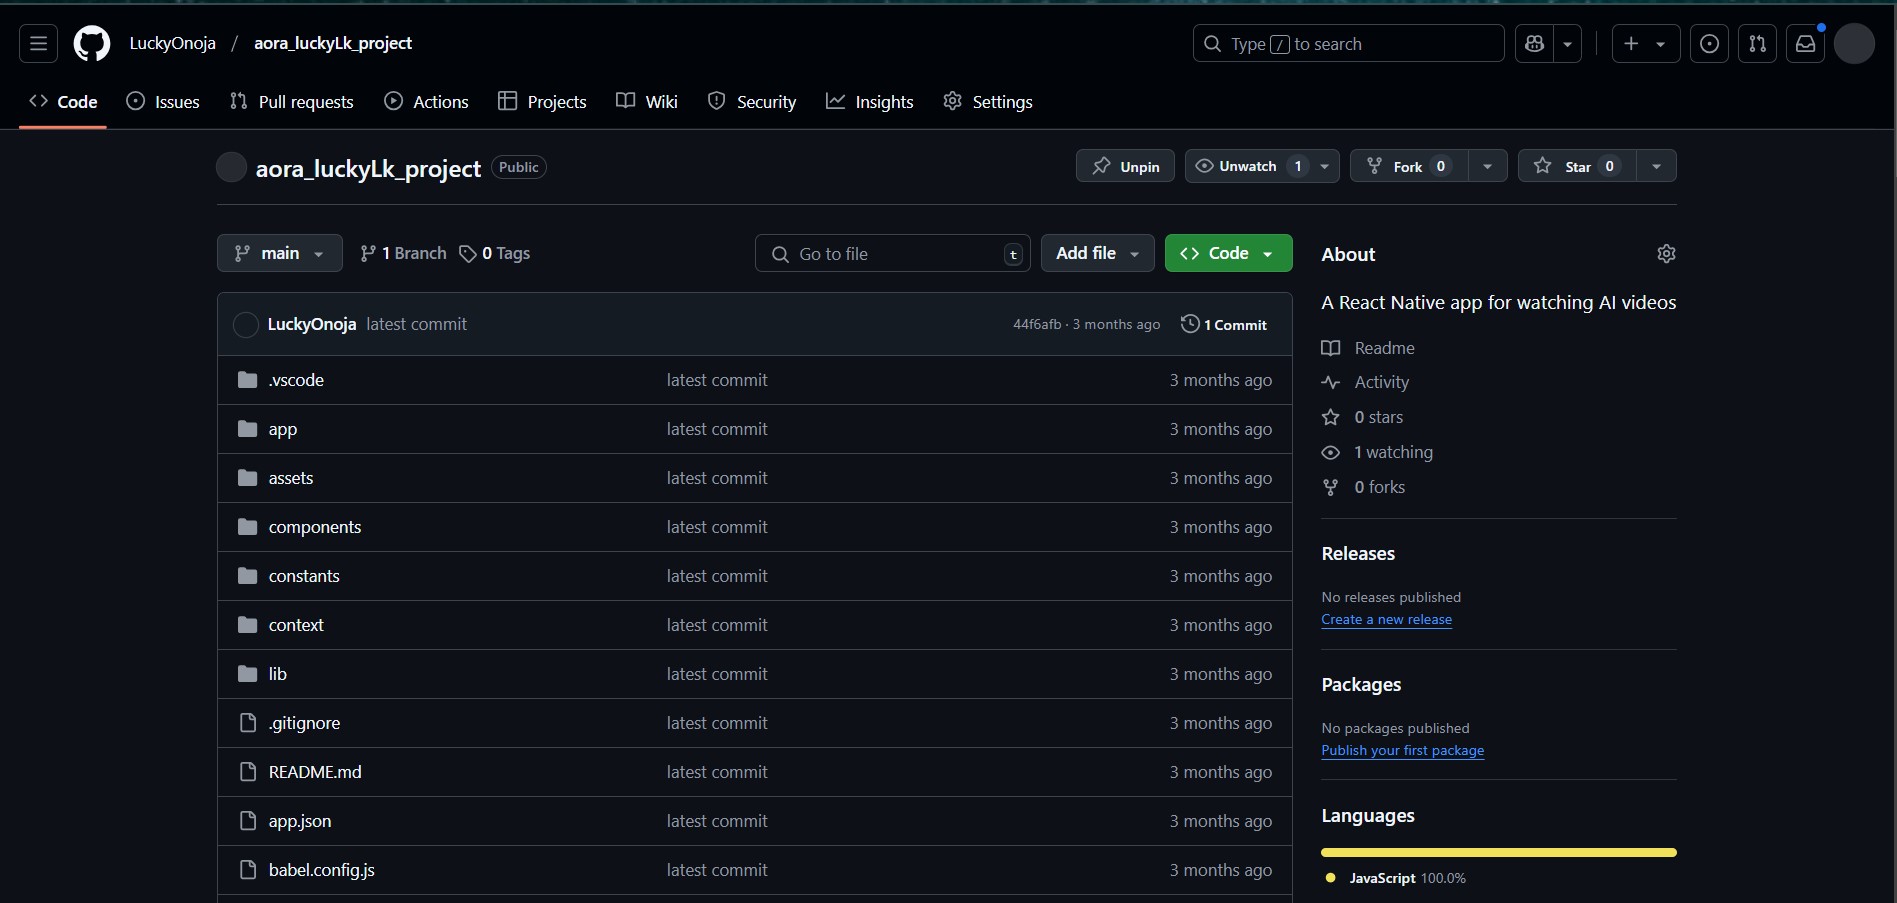 LuckyOnoja / aora_luckyLk_project
Type / to search
Code Issues Pull requests Actions Projects Wiki Security Insights Settings
aora_luckyLk_project Public
Unpin Unwatch 1 Fork 0 Star 0
main 1 Branch 0 Tags Go to file t Add file Code
LuckyOnoja latest commit 44f6afb · 3 months ago 1 Commit
.vscode latest commit 3 months ago
app latest commit 3 months ago
assets latest commit 3 months ago
components latest commit 3 months ago
constants latest commit 3 months ago
context latest commit 3 months ago
lib latest commit 3 months ago
.gitignore latest commit 3 months ago
README.md latest commit 3 months ago
app.json latest commit 3 months ago
babel.config.js latest commit 3 months ago
About
A React Native app for watching AI videos
Readme
Activity
0 stars
1 watching
0 forks
Releases
No releases published
Create a new release
Packages
No packages published
Publish your first package
Languages
JavaScript 100.0%